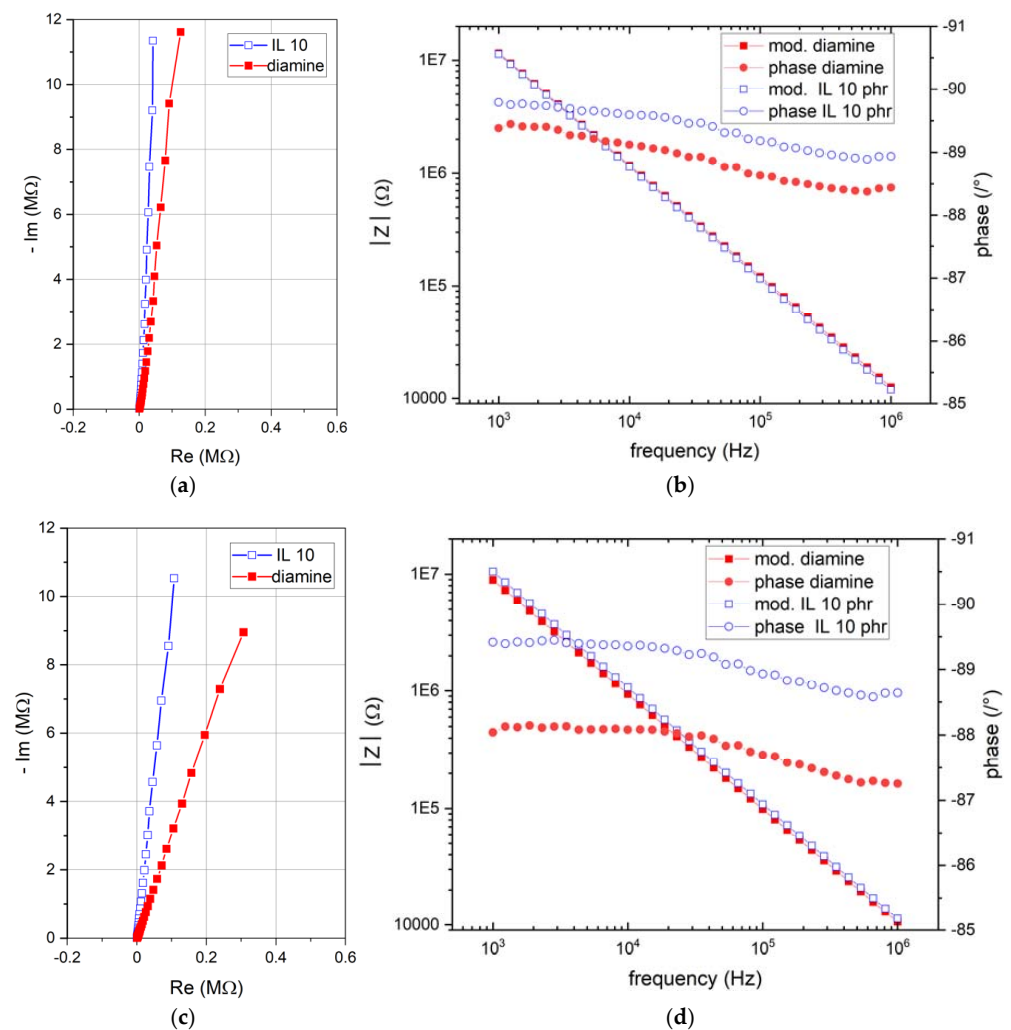 12
10
8
6
4
2
0
-0.2
0
0.2
0.4
0.6
- Im (MΩ)
Re (MΩ)
IL 10
diamine
(a)
1E7
1E6
1E5
10000
|Z| (Ω)
10³
10⁴
10⁵
10⁶
frequency (Hz)
-91
-90
-89
-88
-87
-86
-85
phase (/°)
mod. diamine
phase diamine
mod. IL 10 phr
phase IL 10 phr
(b)
12
10
8
6
4
2
0
-0.2
0
0.2
0.4
0.6
- Im (MΩ)
Re (MΩ)
IL 10
diamine
(c)
1E7
1E6
1E5
10000
|Z| (Ω)
10³
10⁴
10⁵
10⁶
frequency (Hz)
-91
-90
-89
-88
-87
-86
-85
phase (/°)
mod. diamine
phase diamine
mod. IL 10 phr
phase IL 10 phr
(d)